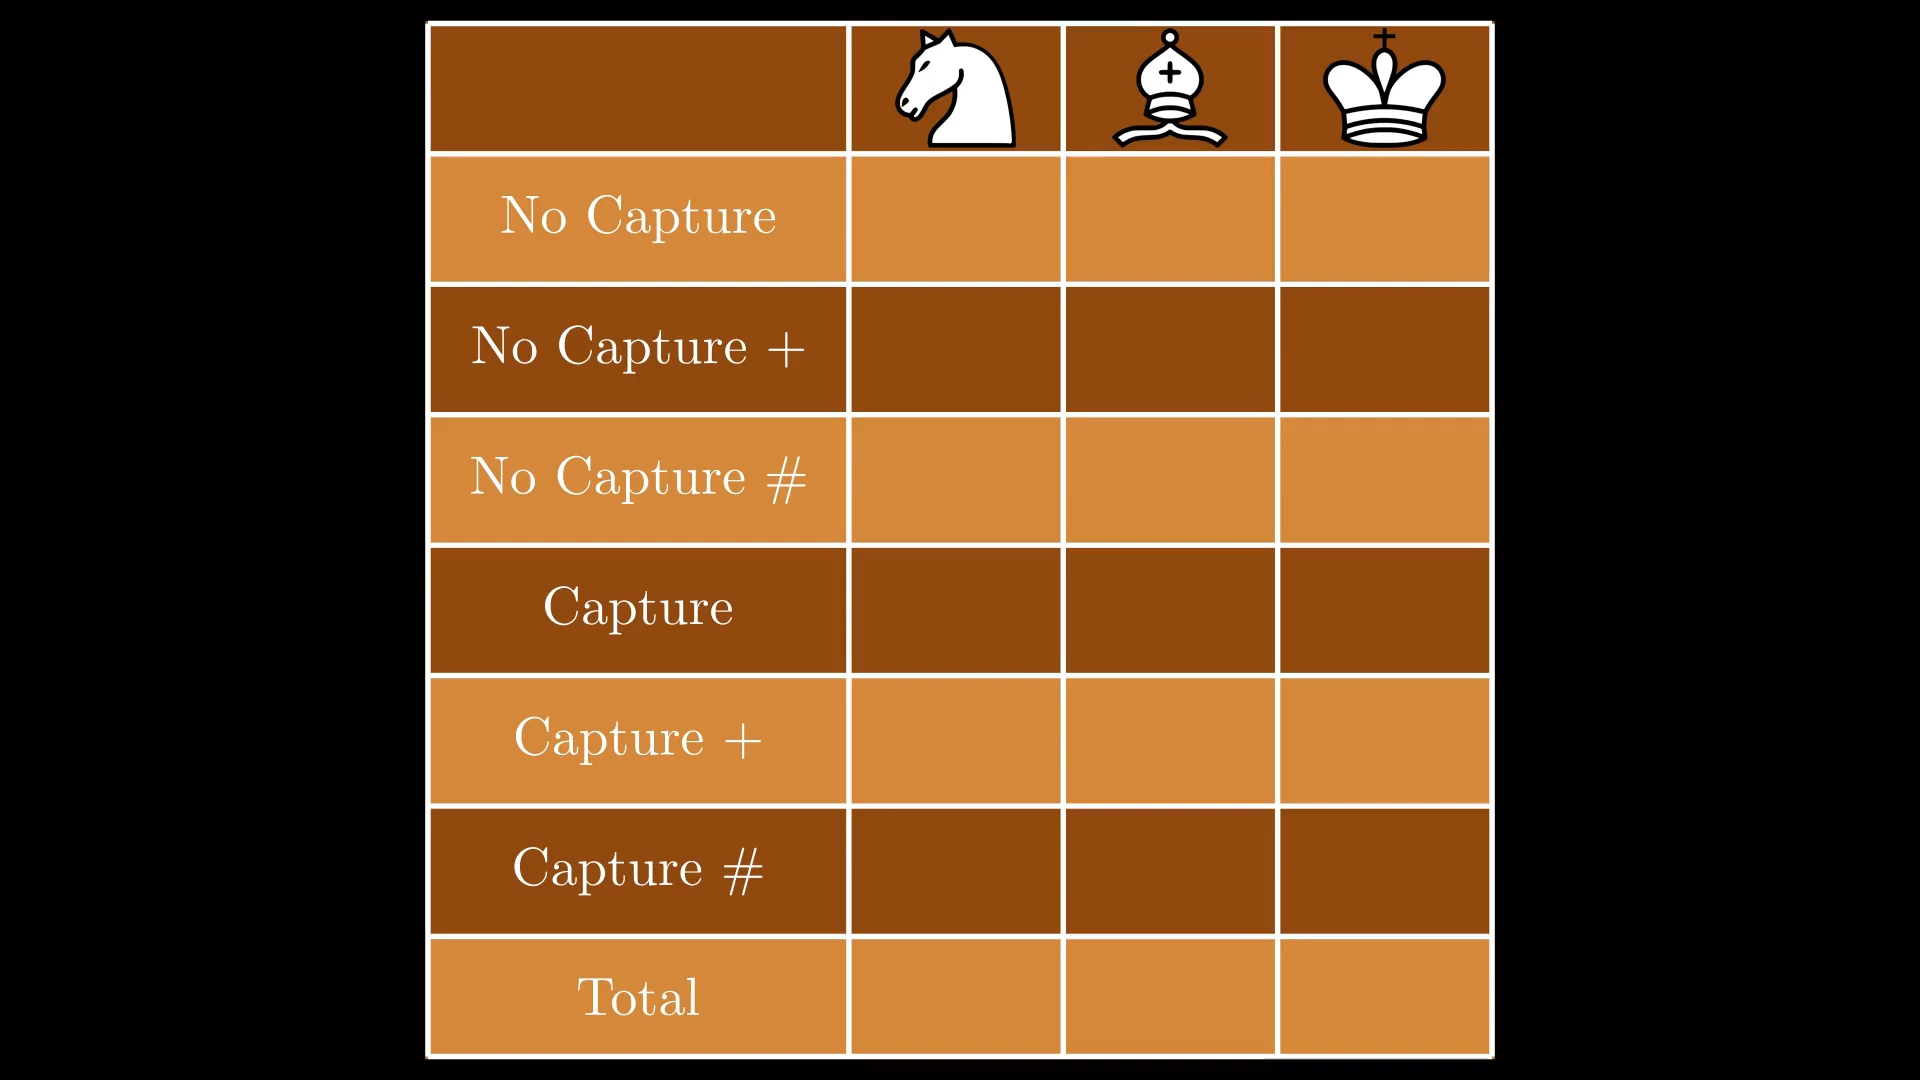 No Capture
No Capture +
No Capture #
Capture
Capture +
Capture #
Total